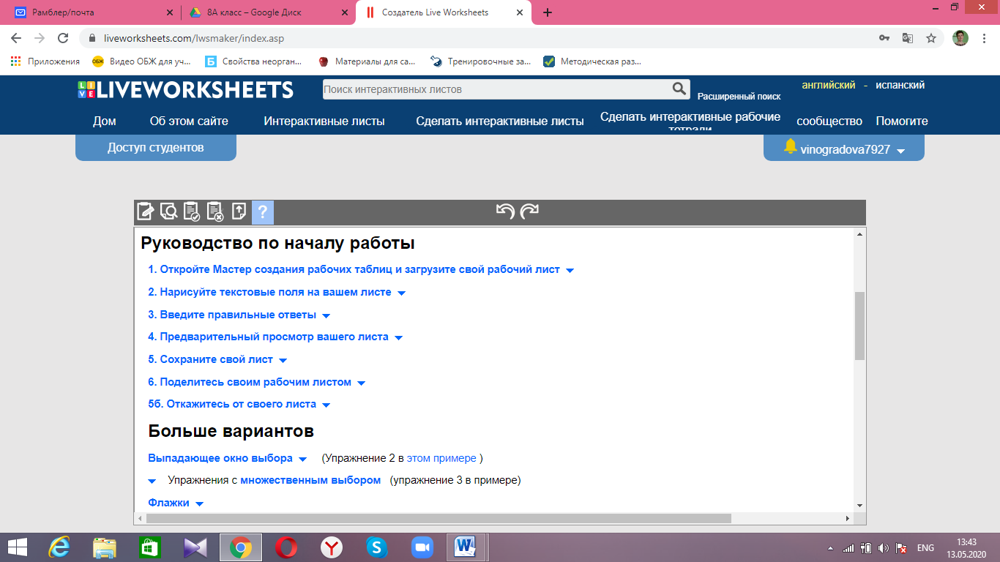 Рамблер/почта
8А класс – Google Диск
Создатель Live Worksheets
liveworksheets.com/lwsmaker/index.asp
Приложения
Видео ОБЖ для уч...
Свойства неорган...
Материалы для са...
Тренировочные за...
Методическая раз...
LIVE LIVEWORKSHEETS
Поиск интерактивных листов
Расширенный поиск
английский - испанский
Дом
Об этом сайте
Интерактивные листы
Сделать интерактивные листы
Сделать интерактивные рабочие
тетради
сообщество
Помогите
Доступ студентов
vinogradova7927
?
Руководство по началу работы
1. Откройте Мастер создания рабочих таблиц и загрузите свой рабочий лист
2. Нарисуйте текстовые поля на вашем листе
3. Введите правильные ответы
4. Предварительный просмотр вашего листа
5. Сохраните свой лист
6. Поделитесь своим рабочим листом
5б. Откажитесь от своего листа
Больше вариантов
Выпадающее окно выбора (Упражнение 2 в этом примере )
Упражнения с множественным выбором (упражнение 3 в примере)
Флажки
ENG
13:43
13.05.2020